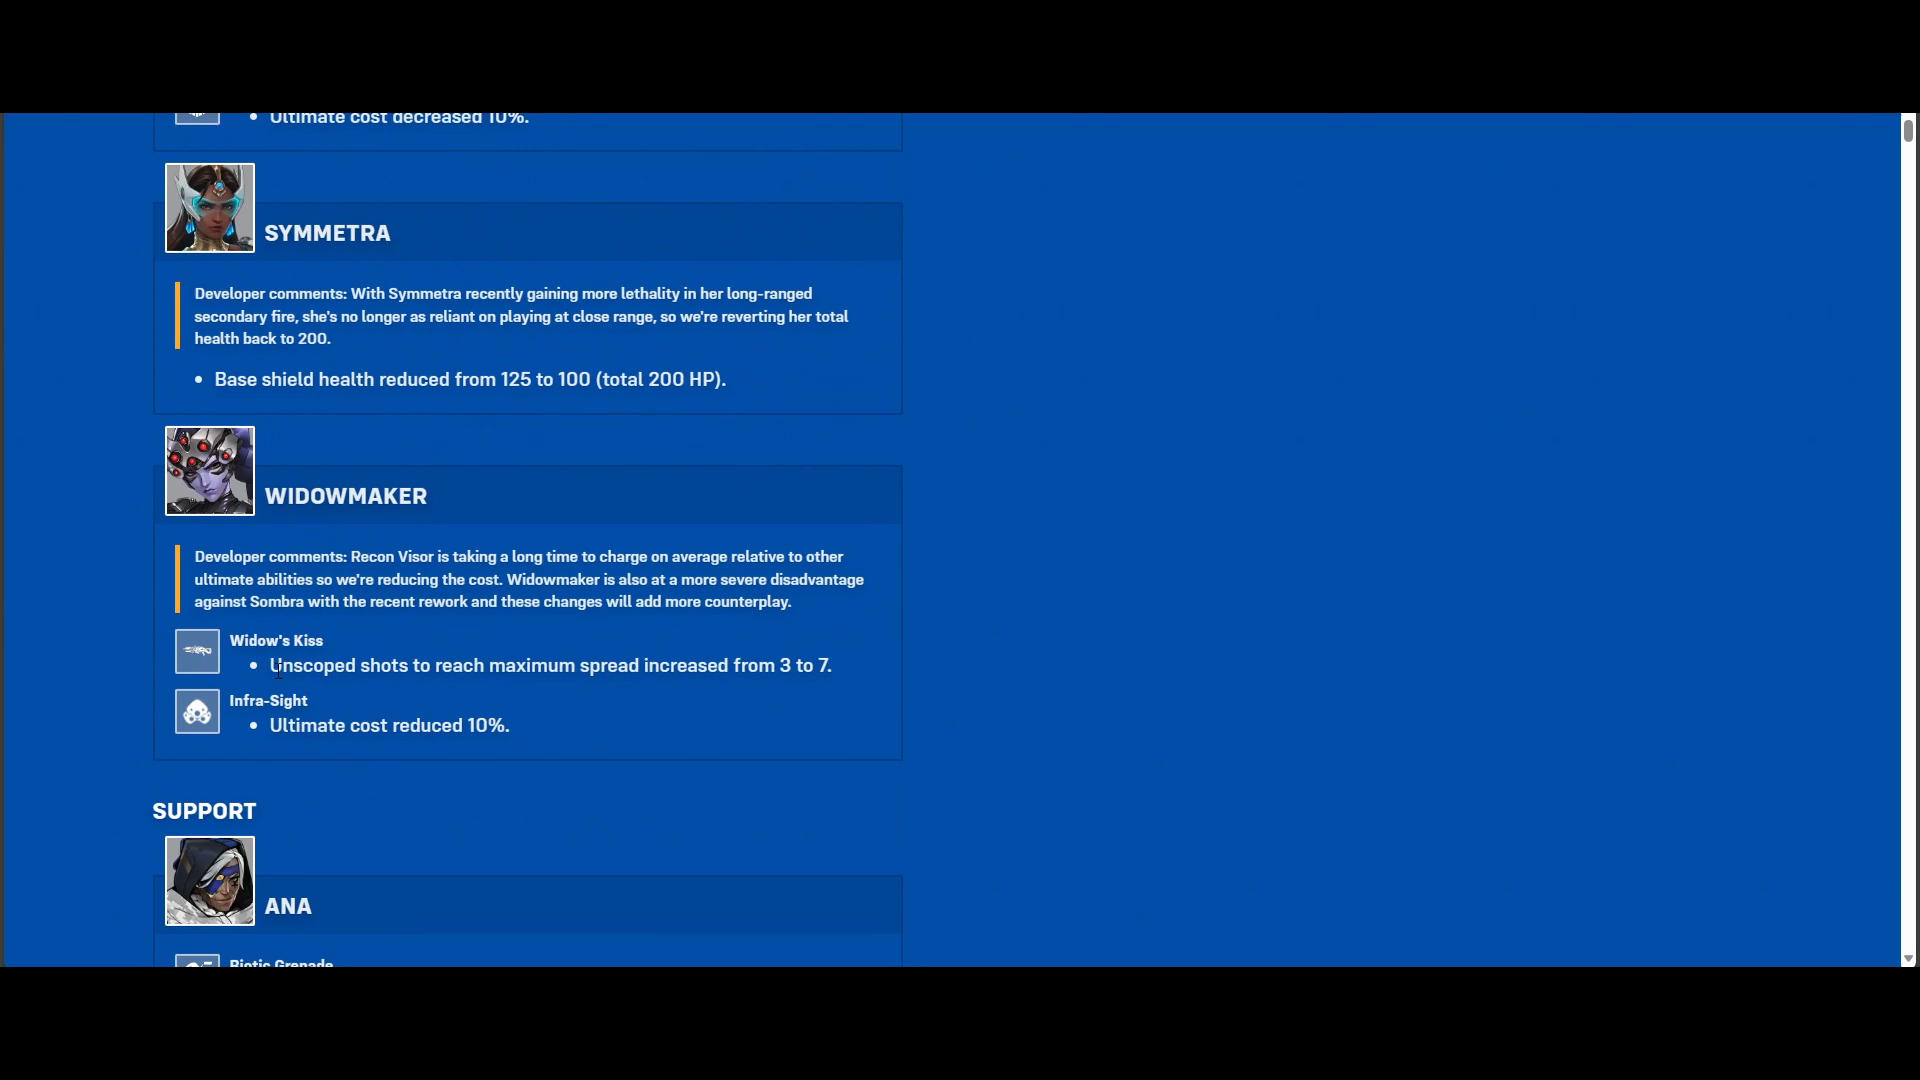 Ultimate cost decreased 10%.
SYMMETRA
Developer comments: With Symmetra recently gaining more lethality in her long-ranged
secondary fire, she's no longer as reliant on playing at close range, so we're reverting her total
health back to 200.
Base shield health reduced from 125 to 100 (total 200 HP).
WIDOWMAKER
Developer comments: Recon Visor is taking a long time to charge on average relative to other
ultimate abilities so we're reducing the cost. Widowmaker is also at a more severe disadvantage
against Sombra with the recent rework and these changes will add more counterplay.
Widow's Kiss
Unscoped shots to reach maximum spread increased from 3 to 7.
Infra-Sight
Ultimate cost reduced 10%.
SUPPORT
ANA
Biotic Grenade